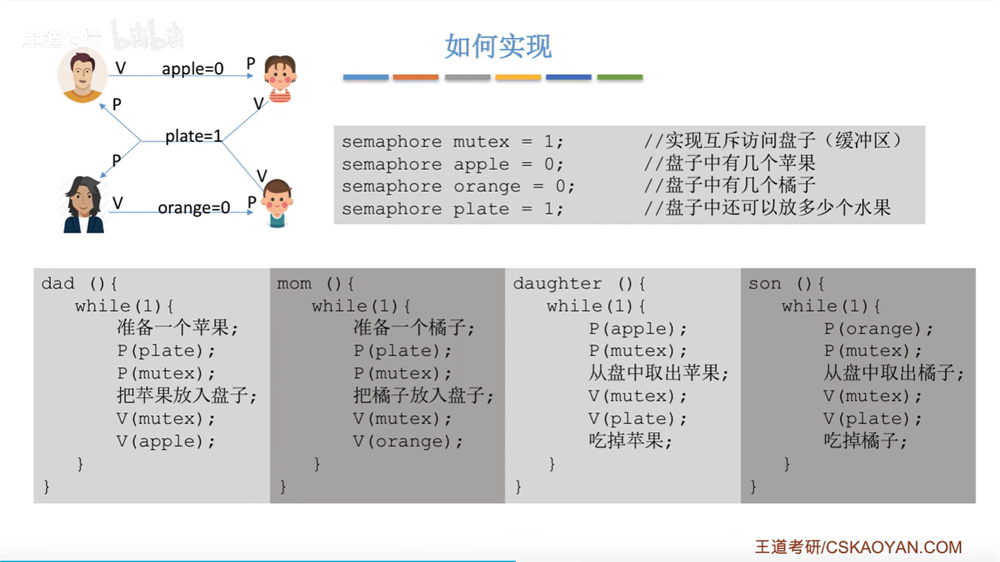 王道论坛 bilibili
如何实现
V apple=0 P
P V
plate=1
P V
V orange=0 P
semaphore mutex = 1; //实现互斥访问盘子（缓冲区）
semaphore apple = 0; //盘子中有几个苹果
semaphore orange = 0; //盘子中有几个橘子
semaphore plate = 1; //盘子中还可以放多少个水果
dad (){
while(1){
准备一个苹果;
P(plate);
P(mutex);
把苹果放入盘子;
V(mutex);
V(apple);
}
}
mom (){
while(1){
准备一个橘子;
P(plate);
P(mutex);
把橘子放入盘子;
V(mutex);
V(orange);
}
}
daughter (){
while(1){
P(apple);
P(mutex);
从盘中取出苹果;
V(mutex);
V(plate);
吃掉苹果;
}
}
son (){
while(1){
P(orange);
P(mutex);
从盘中取出橘子;
V(mutex);
V(plate);
吃掉橘子;
}
}
王道考研/CSKAOYAN.COM